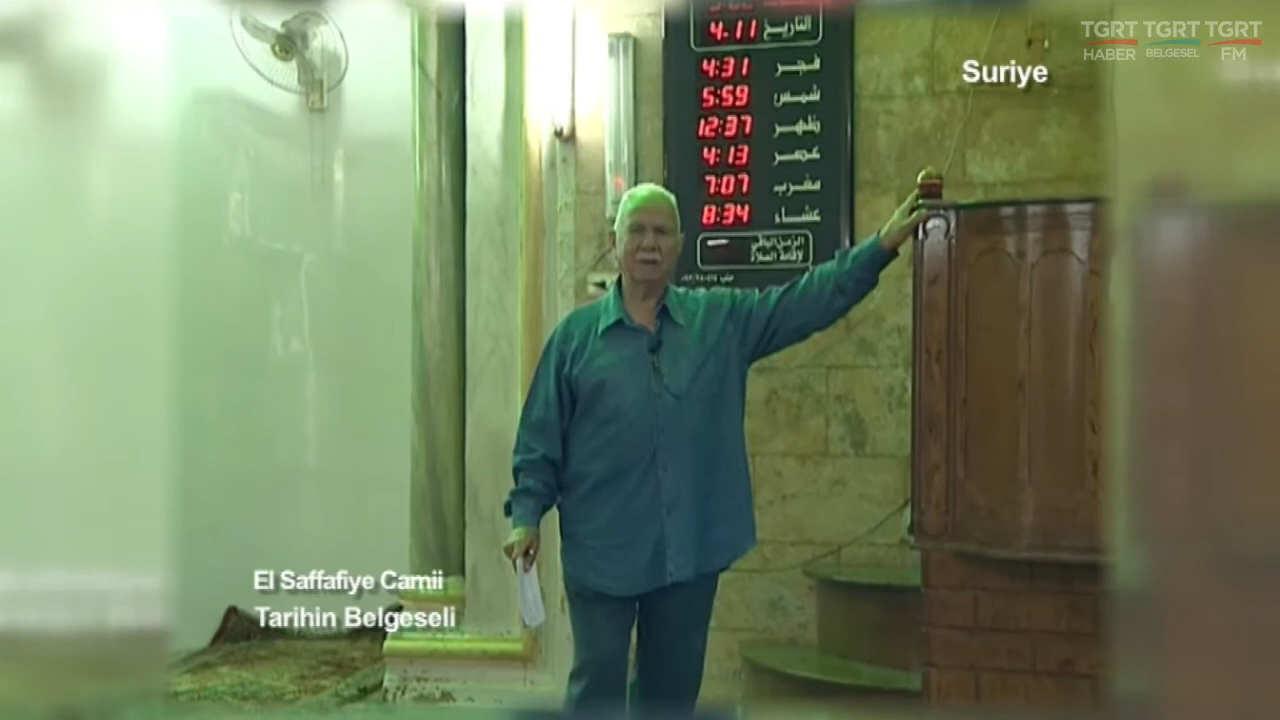 TGRT TGRT TGRT
HABER BELGESEL FM
Suriye
4-11 التاريخ
4:31 فجر
5:59 شمس
12:37 ظهر
4:13 عصر
7:07 مغرب
8:34 عشاء
الزمن الباقي
لإقامة الصلاة
El Saffafiye Camii
Tarihin Belgeseli